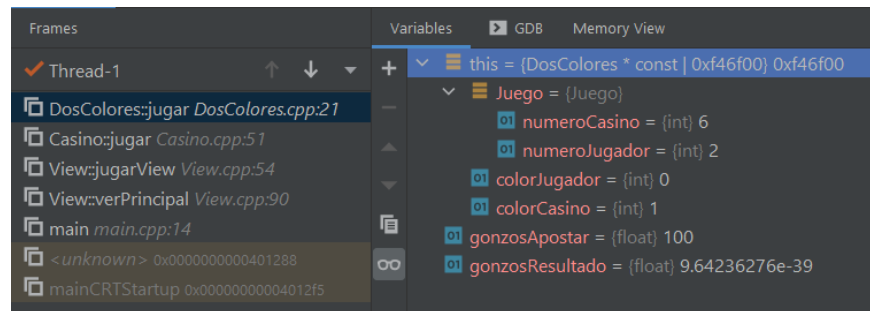 Frames
Thread-1
DosColores::jugar DosColores.cpp:21
Casino::jugar Casino.cpp:51
View::jugarView View.cpp:54
View::verPrincipal View.cpp:90
main main.cpp:14
<unknown> 0x0000000000401288
mainCRTStartup 0x00000000004012f5
Variables GDB Memory View
this = {DosColores * const | 0xf46f00} 0xf46f00
Juego = {Juego}
numeroCasino = {int} 6
numeroJugador = {int} 2
colorJugador = {int} 0
colorCasino = {int} 1
gonzosApostar = {float} 100
gonzosResultado = {float} 9.64236276e-39